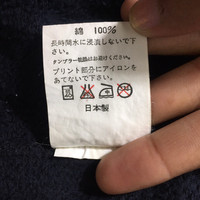 綿 100%
長時間水に浸漬しないで下さい。
タンブラー乾燥はお避けください。
プリント部分にアイロンを
あてないで下さい。
日本製